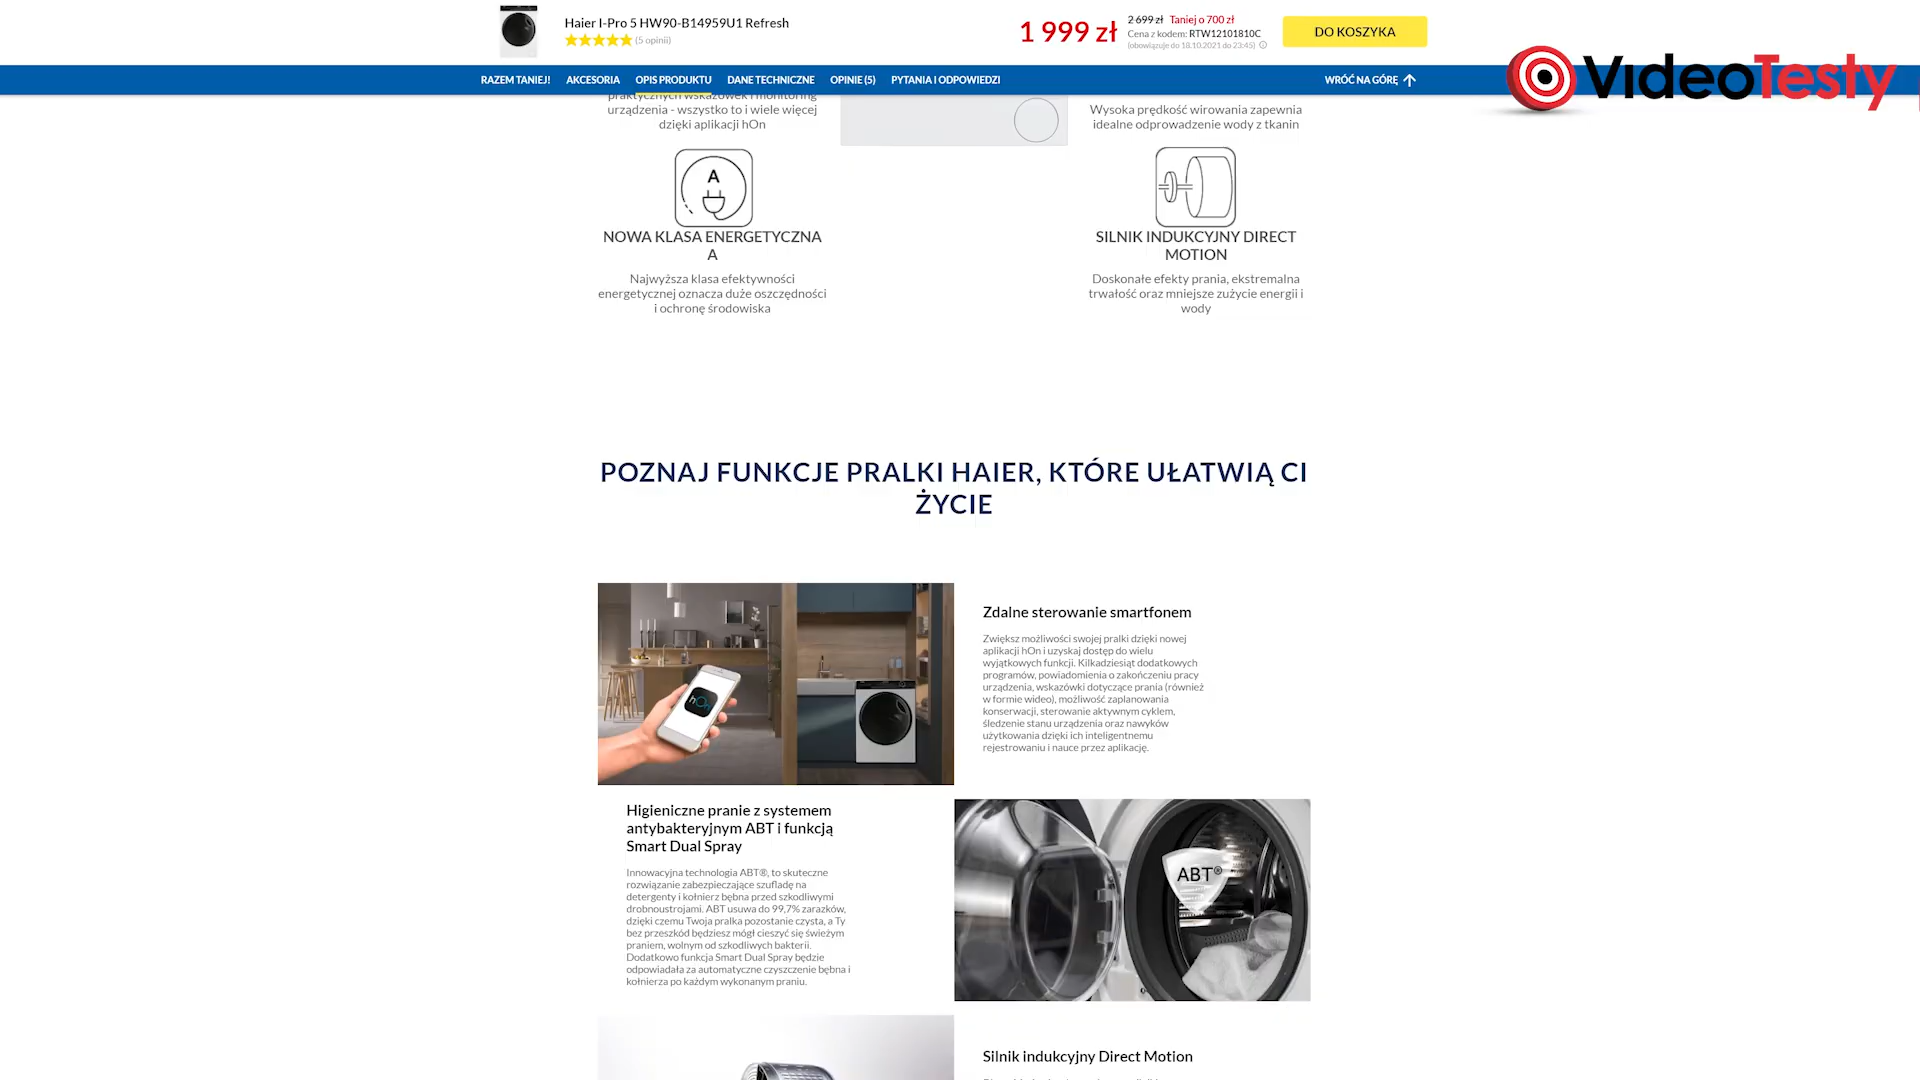 Haier I-Pro 5 HW90-B14959U1 Refresh
(5 opinii)
1 999 zł
2 699 zł Taniej o 700 zł
Cena z kodem: RTW12101810C
(obowiązuje do 18.10.2021 do 23:45)
DO KOSZYKA
RAZEM TANIEJ!
AKCESORIA
OPIS PRODUKTU
DANE TECHNICZNE
OPINIE (5)
PYTANIA I ODPOWIEDZI
WRÓĆ NA GÓRĘ
VideoTesty
praktycznych wskazówek i monitoring
urządzenia - wszystko to i wiele więcej
dzięki aplikacji hOn
Wysoka prędkość wirowania zapewnia
idealne odprowadzenie wody z tkanin
A
NOWA KLASA ENERGETYCZNA
A
Najwyższa klasa efektywności
energetycznej oznacza duże oszczędności
i ochronę środowiska
SILNIK INDUKCYJNY DIRECT
MOTION
Doskonałe efekty prania, ekstremalna
trwałość oraz mniejsze zużycie energii i
wody
POZNAJ FUNKCJE PRALKI HAIER, KTÓRE UŁATWIĄ CI
ŻYCIE
hOn
Zdalne sterowanie smartfonem
Zwiększ możliwości swojej pralki dzięki nowej
aplikacji hOn i uzyskaj dostęp do wielu
wyjątkowych funkcji. Kilkadziesiąt dodatkowych
programów, powiadomienia o zakończeniu pracy
urządzenia, wskazówki dotyczące prania (również
w formie wideo), możliwość zaplanowania
konserwacji, sterowanie aktywnym cyklem,
śledzenie stanu urządzenia oraz nawyków
użytkowania dzięki ich inteligentnemu
rejestrowaniu i nauce przez aplikację.
Higieniczne pranie z systemem
antybakteryjnym ABT i funkcją
Smart Dual Spray
Innowacyjna technologia ABT®, to skuteczne
rozwiązanie zabezpieczające szufladę na
detergenty i kołnierz bębna przed szkodliwymi
drobnoustrojami. ABT usuwa do 99,7% zarazków,
dzięki czemu Twoja pralka pozostanie czysta, a Ty
bez przeszkód będziesz mógł cieszyć się świeżym
praniem, wolnym od szkodliwych bakterii.
Dodatkowo funkcja Smart Dual Spray będzie
odpowiadała za automatyczne czyszczenie bębna i
kołnierza po każdym wykonanym praniu.
ABT®
Silnik indukcyjny Direct Motion